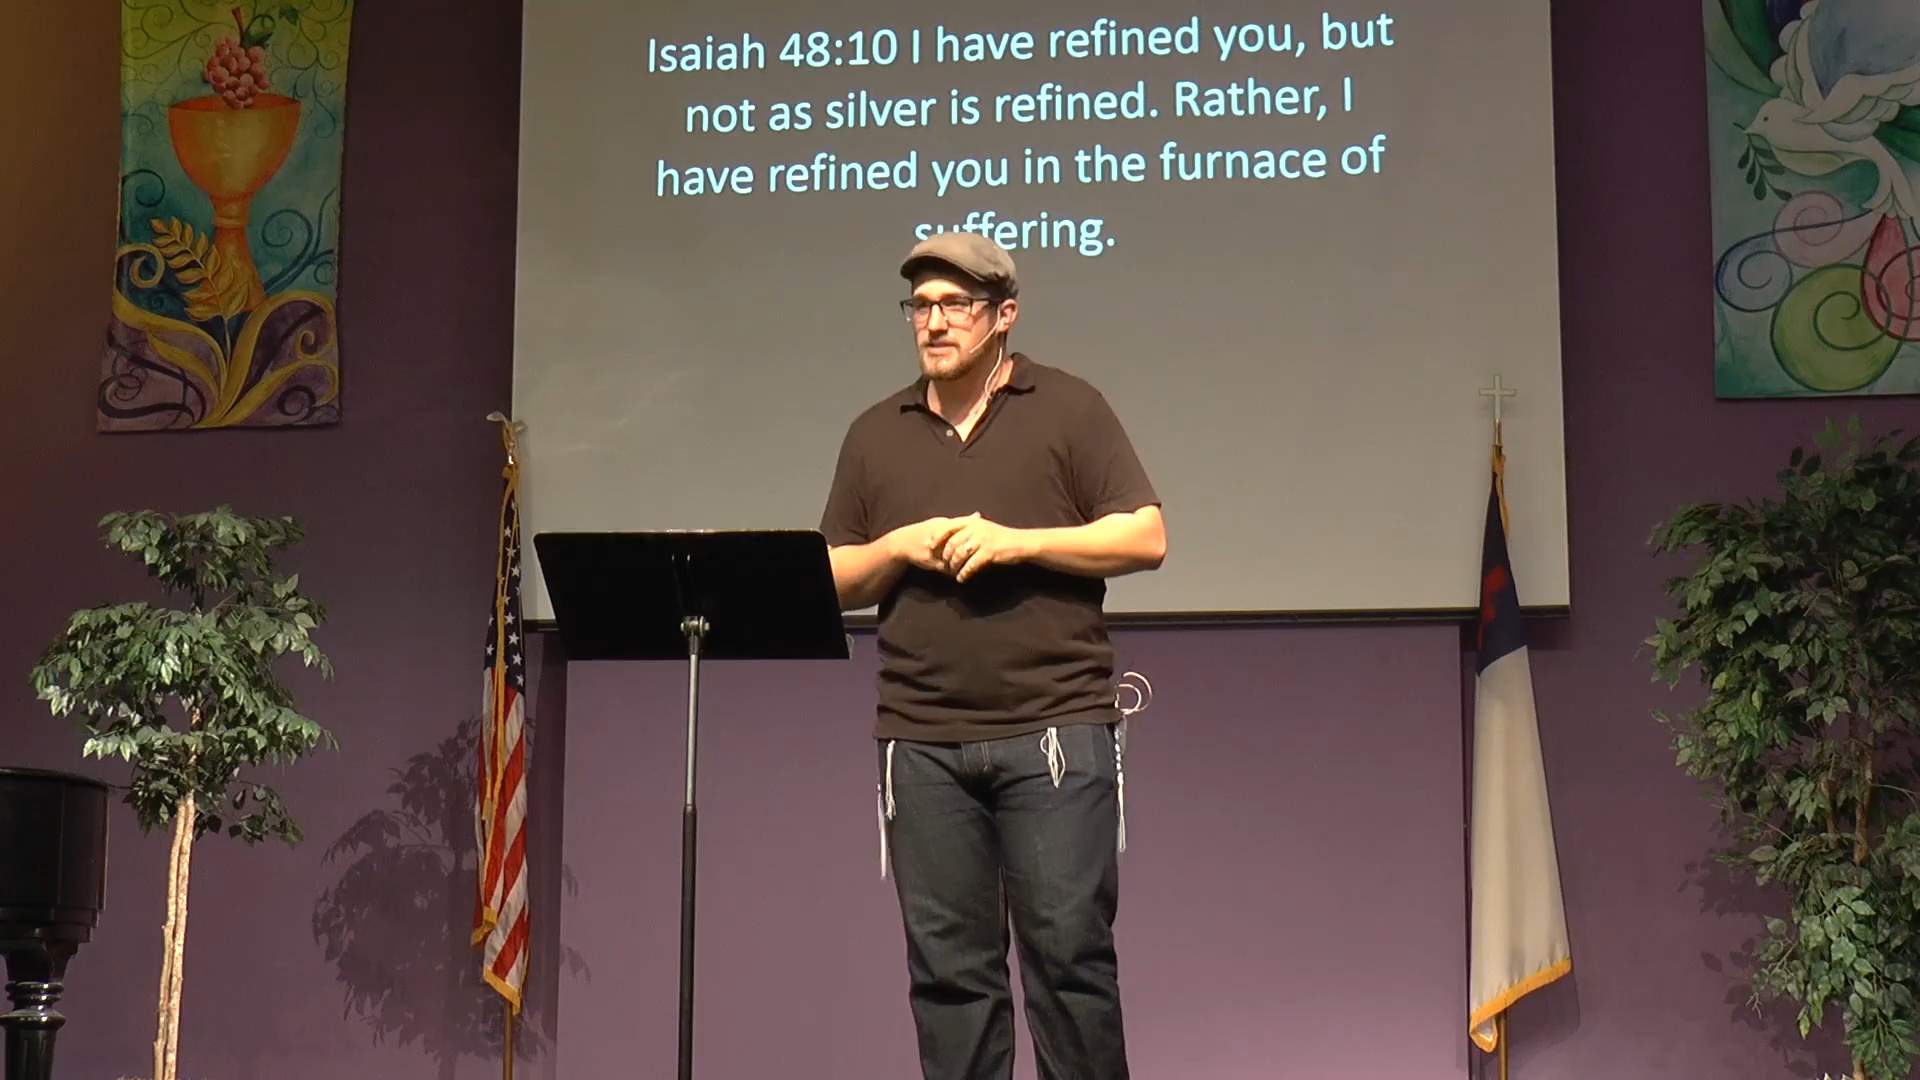 Isaiah 48:10 I have refined you, but
not as silver is refined. Rather, I
have refined you in the furnace of
suffering.